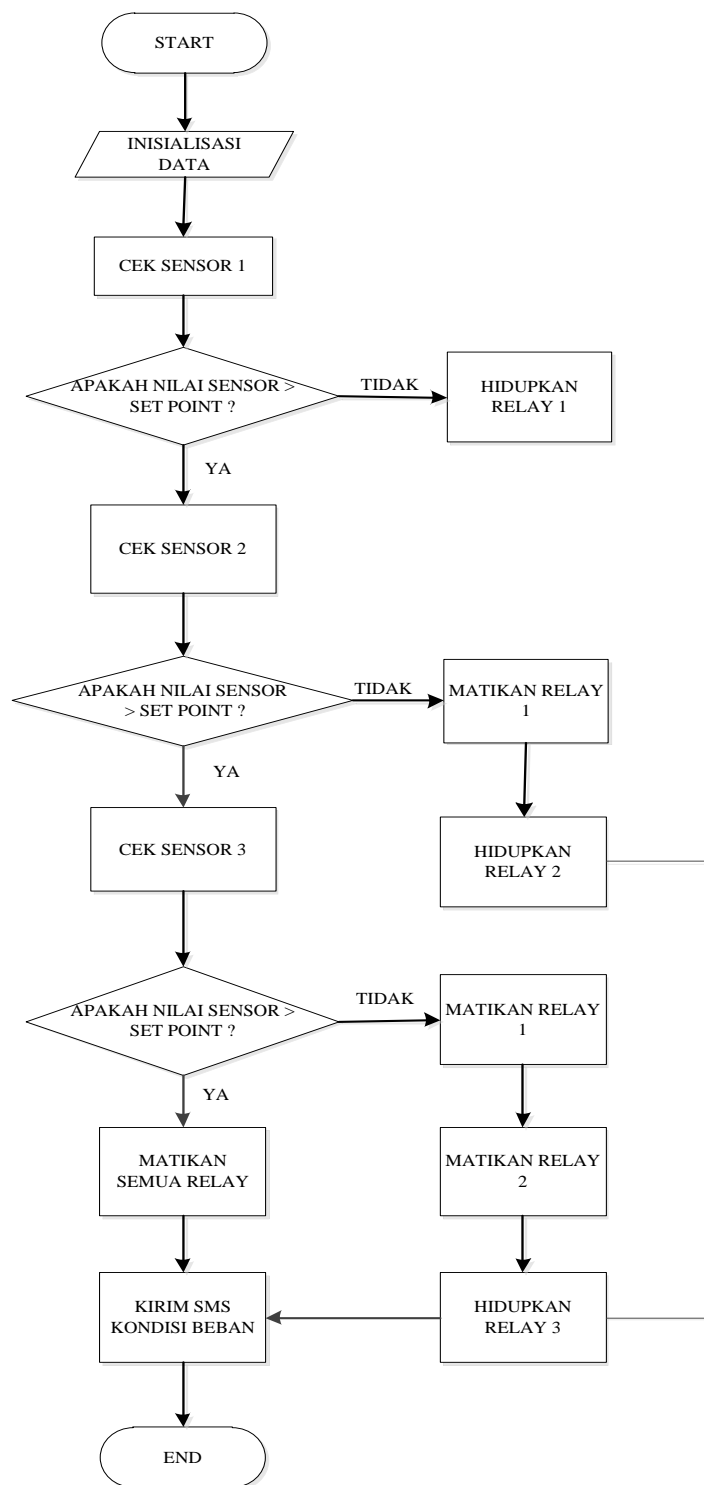 START
INISIALISASI
DATA
CEK SENSOR 1
APAKAH NILAI SENSOR >
SET POINT ?
TIDAK
HIDUPKAN
RELAY 1
YA
CEK SENSOR 2
APAKAH NILAI SENSOR
> SET POINT ?
TIDAK
MATIKAN RELAY
1
YA
CEK SENSOR 3
HIDUPKAN
RELAY 2
APAKAH NILAI SENSOR >
SET POINT ?
TIDAK
MATIKAN RELAY
1
YA
MATIKAN
SEMUA RELAY
MATIKAN RELAY
2
KIRIM SMS
KONDISI BEBAN
HIDUPKAN
RELAY 3
END